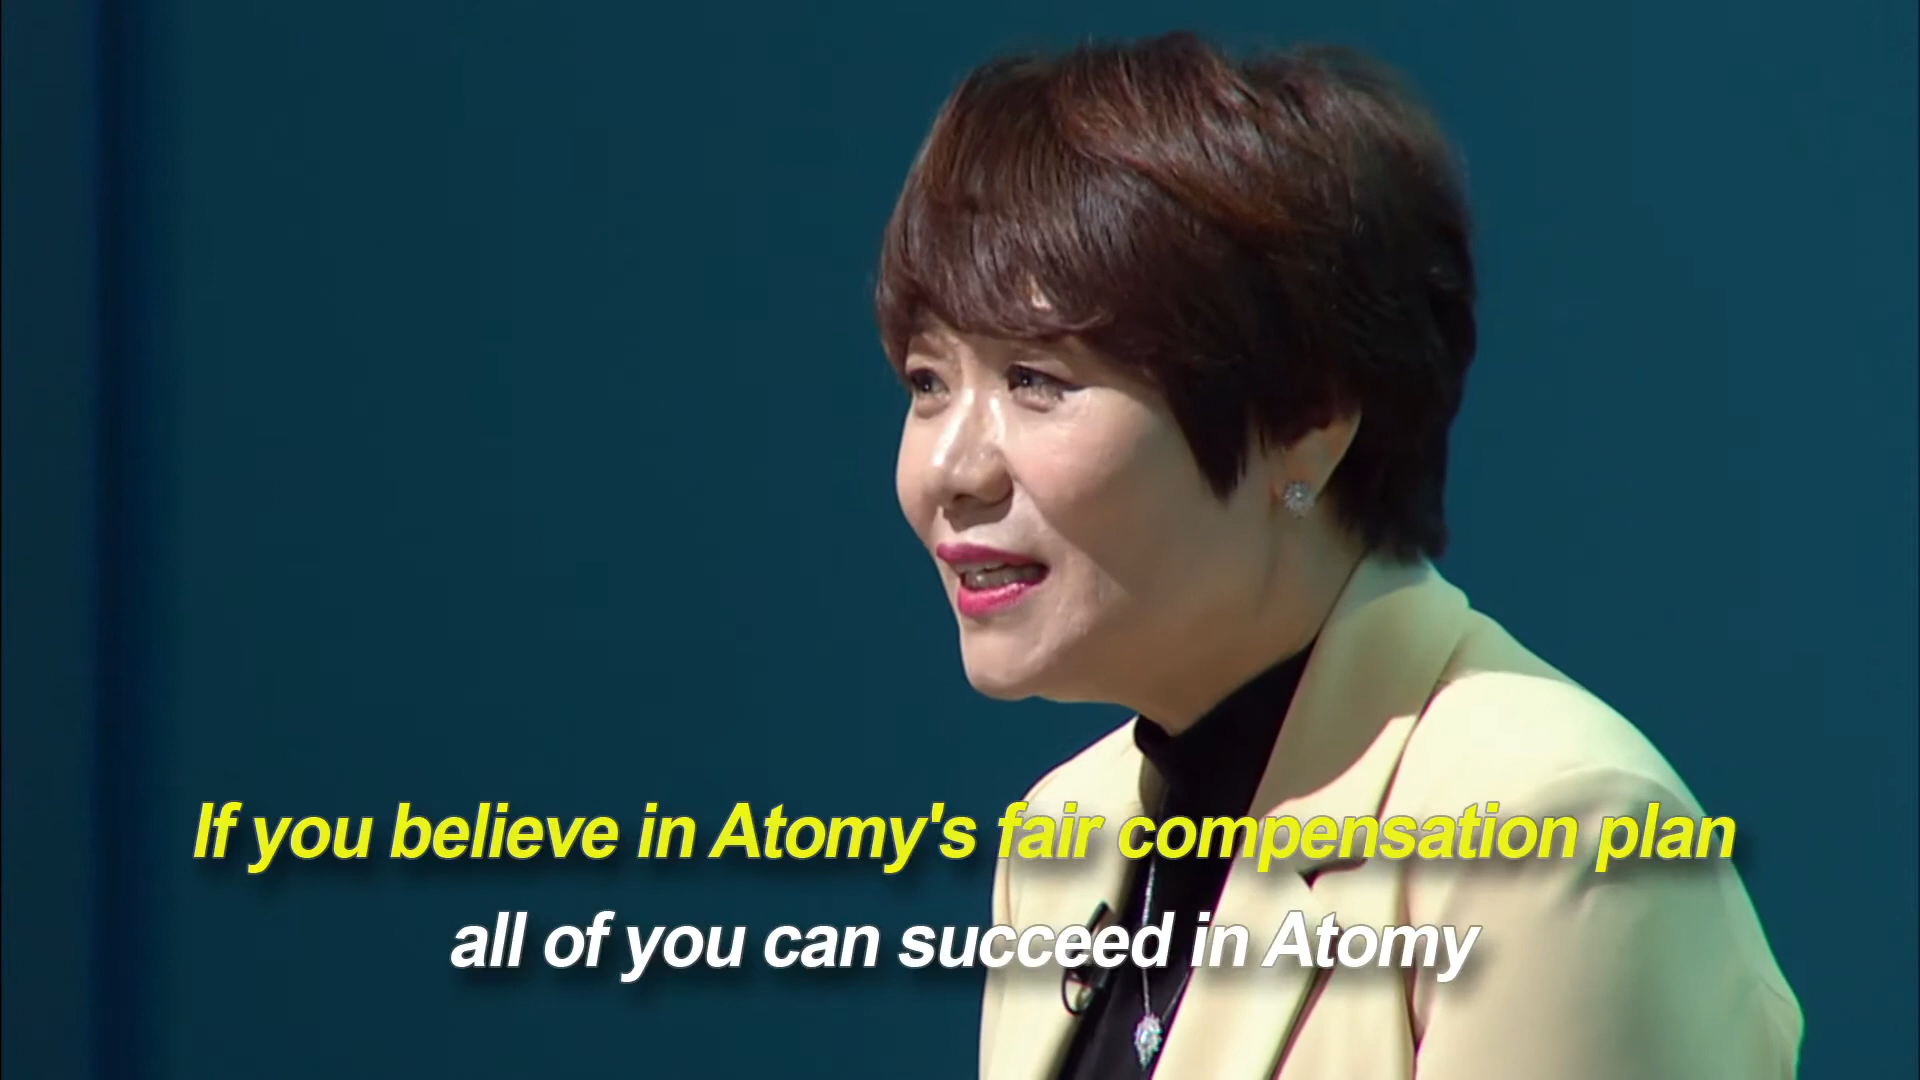 If you believe in Atomy's fair compensation plan
all of you can succeed in Atomy